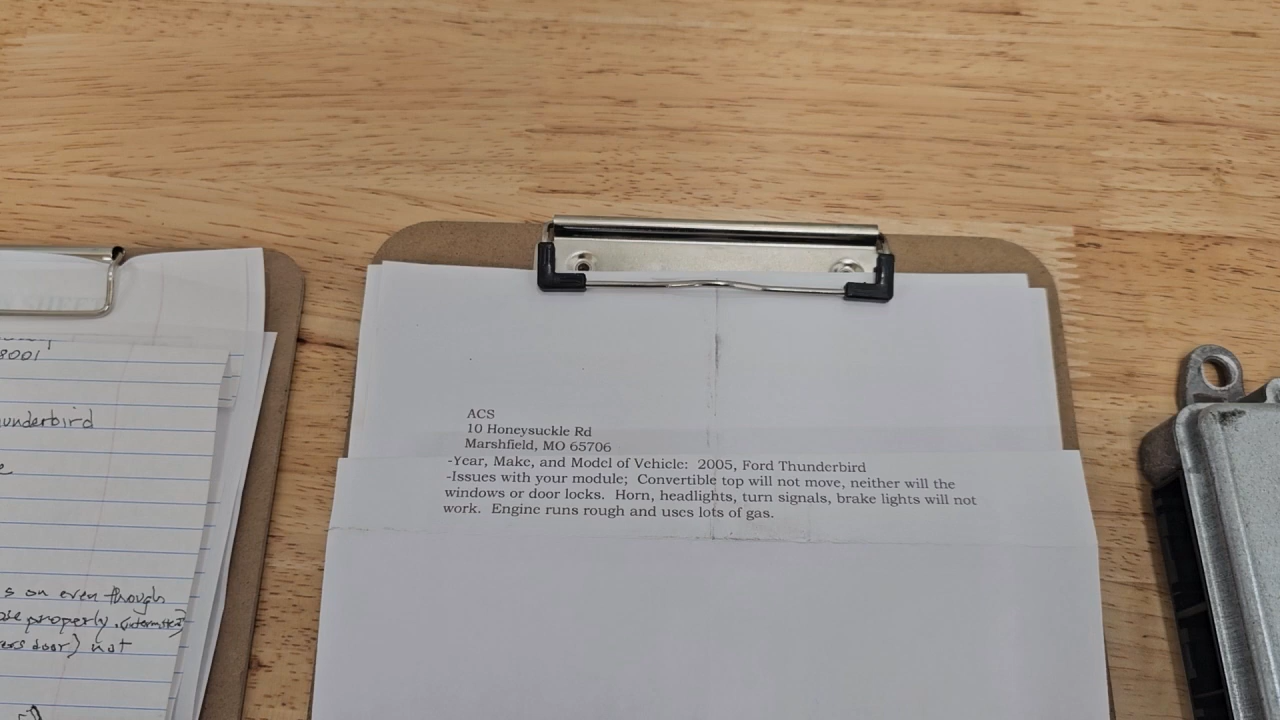 8001
ACS
10 Honeysuckle Rd
Marshfield, MO 65706
-Year, Make, and Model of Vehicle: 2005, Ford Thunderbird
-Issues with your module; Convertible top will not move, neither will the
windows or door locks. Horn, headlights, turn signals, brake lights will not
work. Engine runs rough and uses lots of gas.
s on even though
properly.
door) not